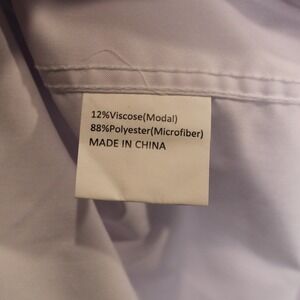 12%Viscose(Modal)
88%Polyester(Microfiber)
MADE IN CHINA